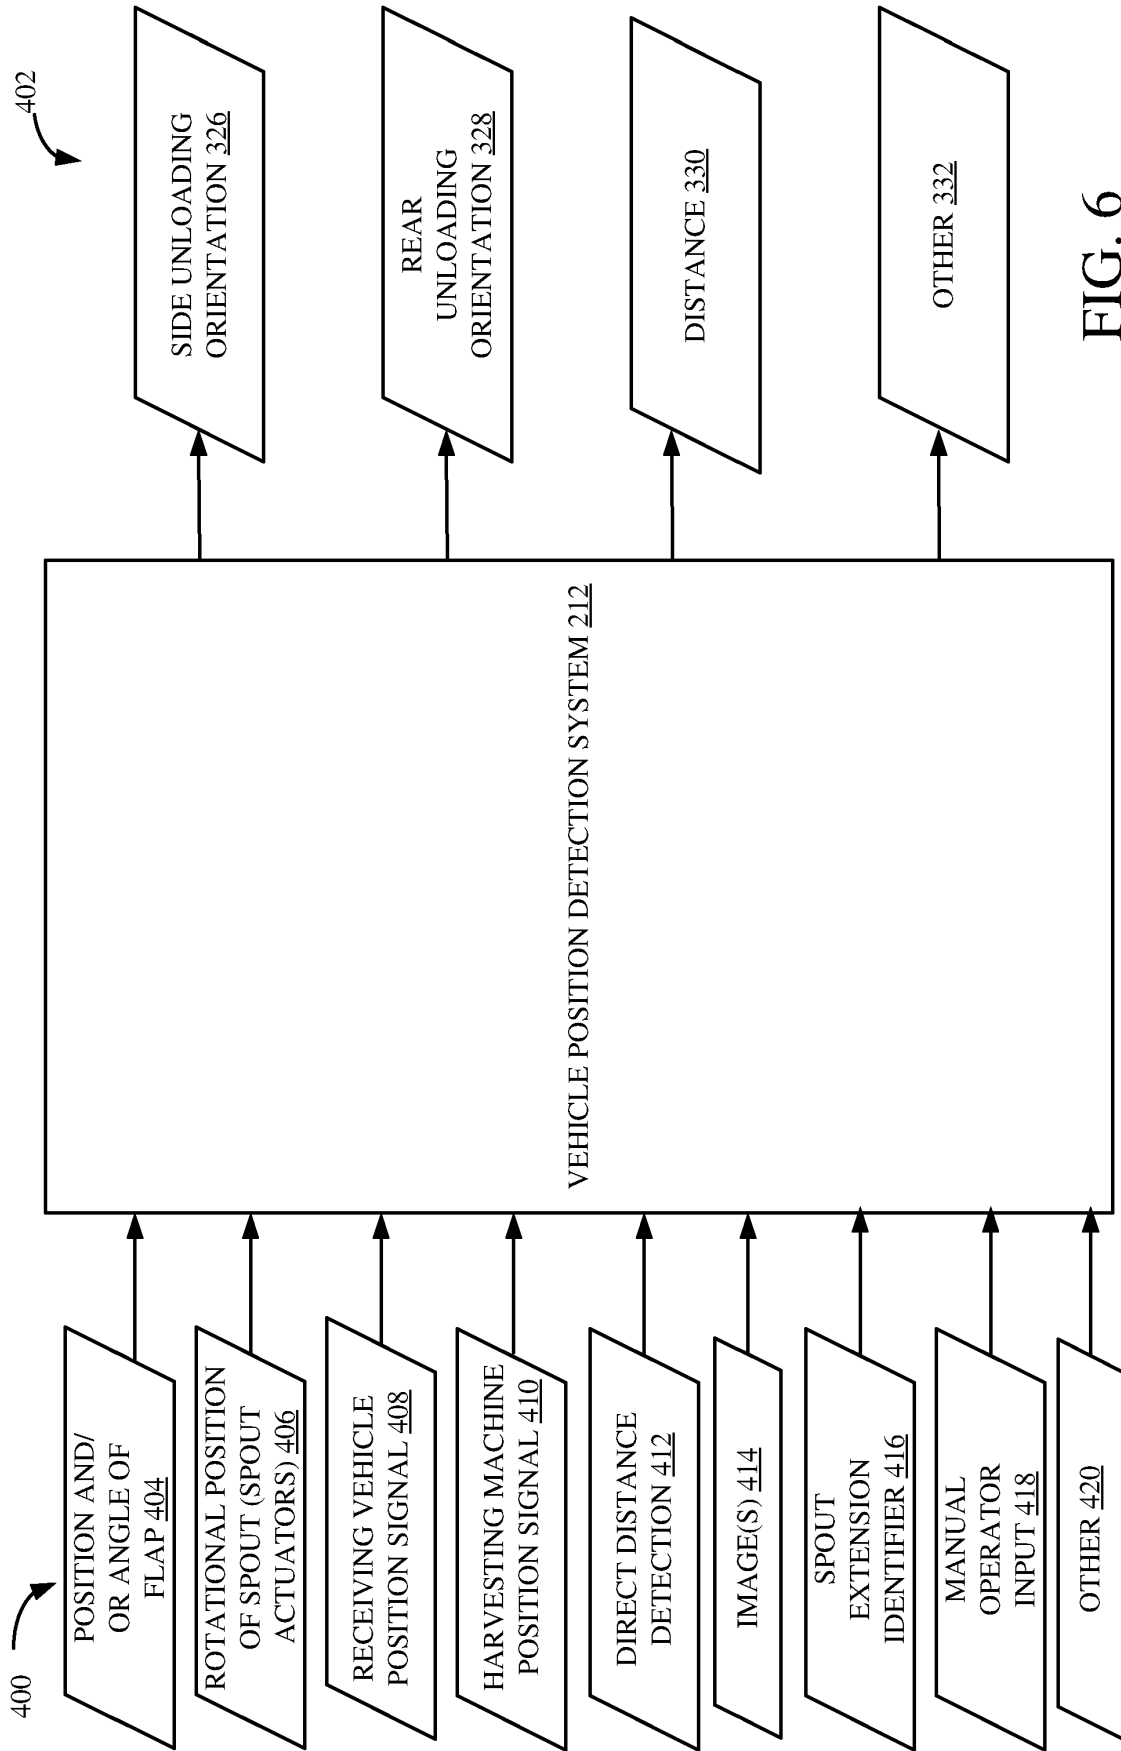 400
POSITION AND/
OR ANGLE OF
FLAP 404
ROTATIONAL POSITION
OF SPOUT (SPOUT
ACTUATORS) 406
RECEIVING VEHICLE
POSITION SIGNAL 408
HARVESTING MACHINE
POSITION SIGNAL 410
DIRECT DISTANCE
DETECTION 412
IMAGE(S) 414
SPOUT
EXTENSION
IDENTIFIER 416
MANUAL
OPERATOR
INPUT 418
OTHER 420
VEHICLE POSITION DETECTION SYSTEM 212
402
SIDE UNLOADING
ORIENTATION 326
REAR
UNLOADING
ORIENTATION 328
DISTANCE 330
OTHER 332
FIG. 6